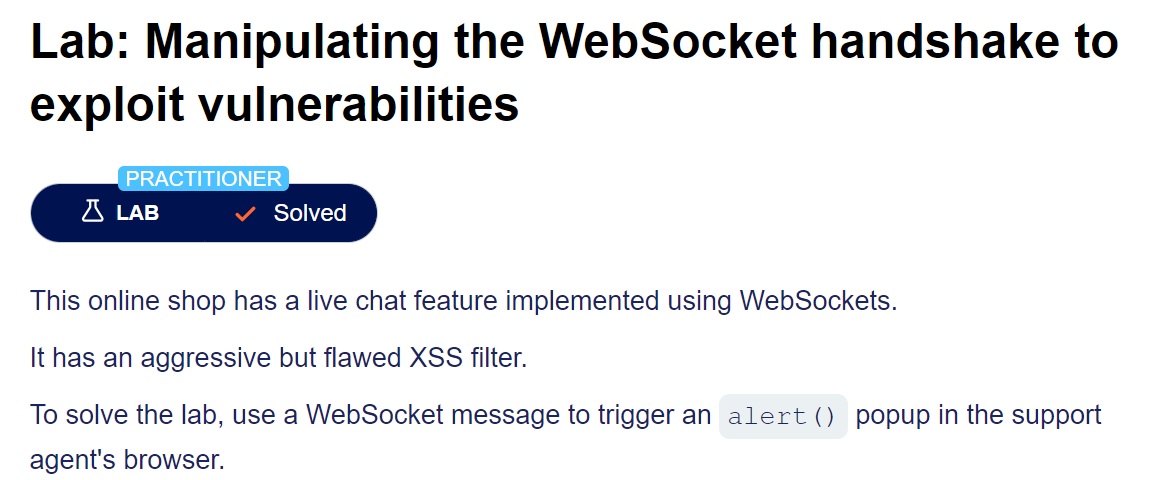 Lab: Manipulating the WebSocket handshake to
exploit vulnerabilities
PRACTITIONER
LAB
Solved
This online shop has a live chat feature implemented using WebSockets.
It has an aggressive but flawed XSS filter.
To solve the lab, use a WebSocket message to trigger an alert() popup in the support
agent's browser.